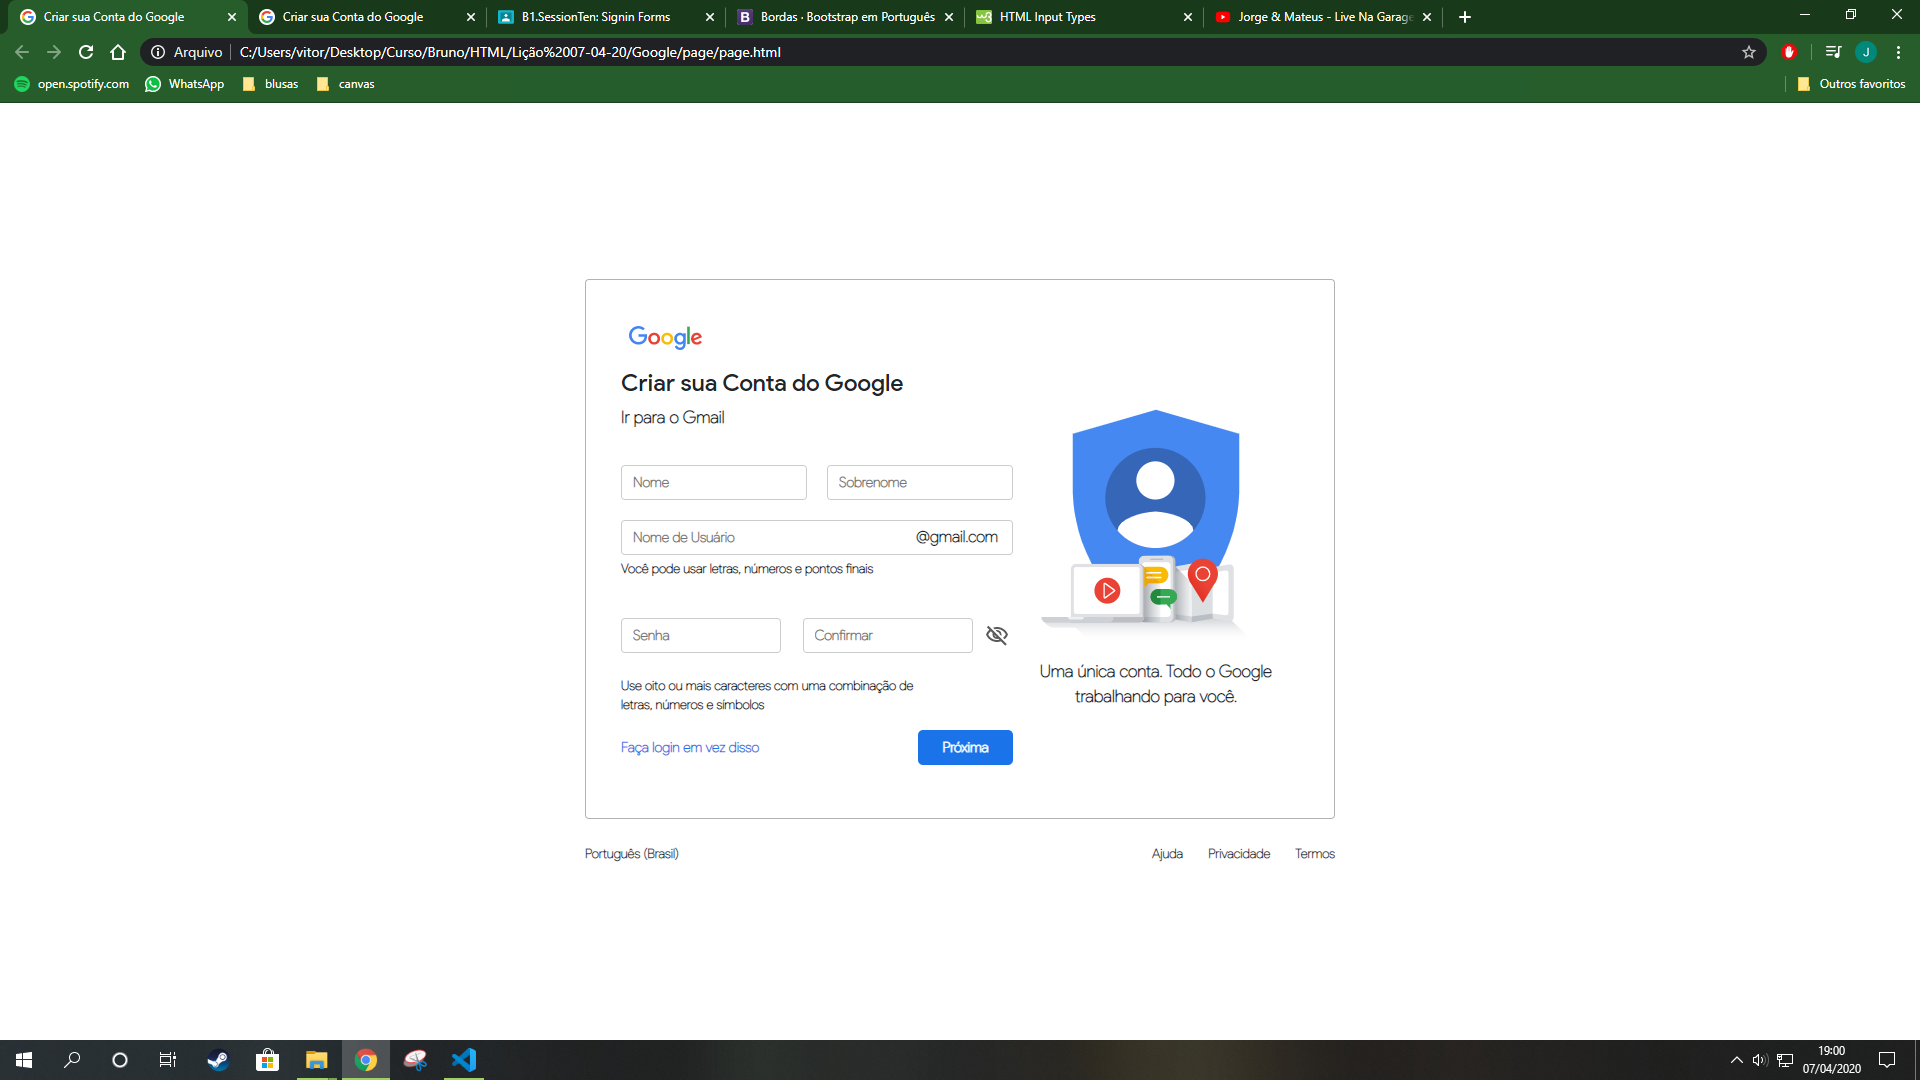 Criar sua Conta do Google
Criar sua Conta do Google
B1.SessionTen: Signin Forms
Bordas · Bootstrap em Português
HTML Input Types
Jorge & Mateus - Live Na Garage
Arquivo
C:/Users/vitor/Desktop/Curso/Bruno/HTML/Lição%2007-04-20/Google/page/page.html
J
open.spotify.com
WhatsApp
blusas
canvas
Outros favoritos
Google
Criar sua Conta do Google
Ir para o Gmail
Nome
Sobrenome
Nome de Usuário
@gmail.com
Você pode usar letras, números e pontos finais
Senha
Confirmar
Use oito ou mais caracteres com uma combinação de
letras, números e símbolos
Faça login em vez disso
Próxima
Uma única conta. Todo o Google
trabalhando para você.
Português (Brasil)
Ajuda
Privacidade
Termos
19:00
07/04/2020